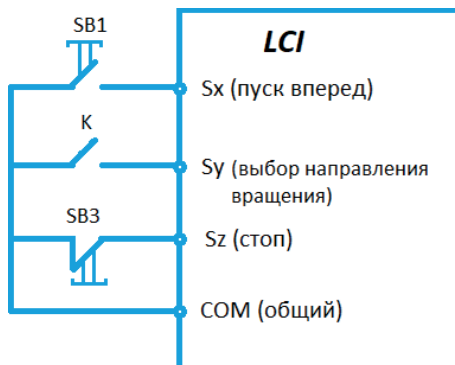 SB1
LCI
Sx (пуск вперед)
K
Sy (выбор направления
вращения)
SB3
Sz (стоп)
COM (общий)